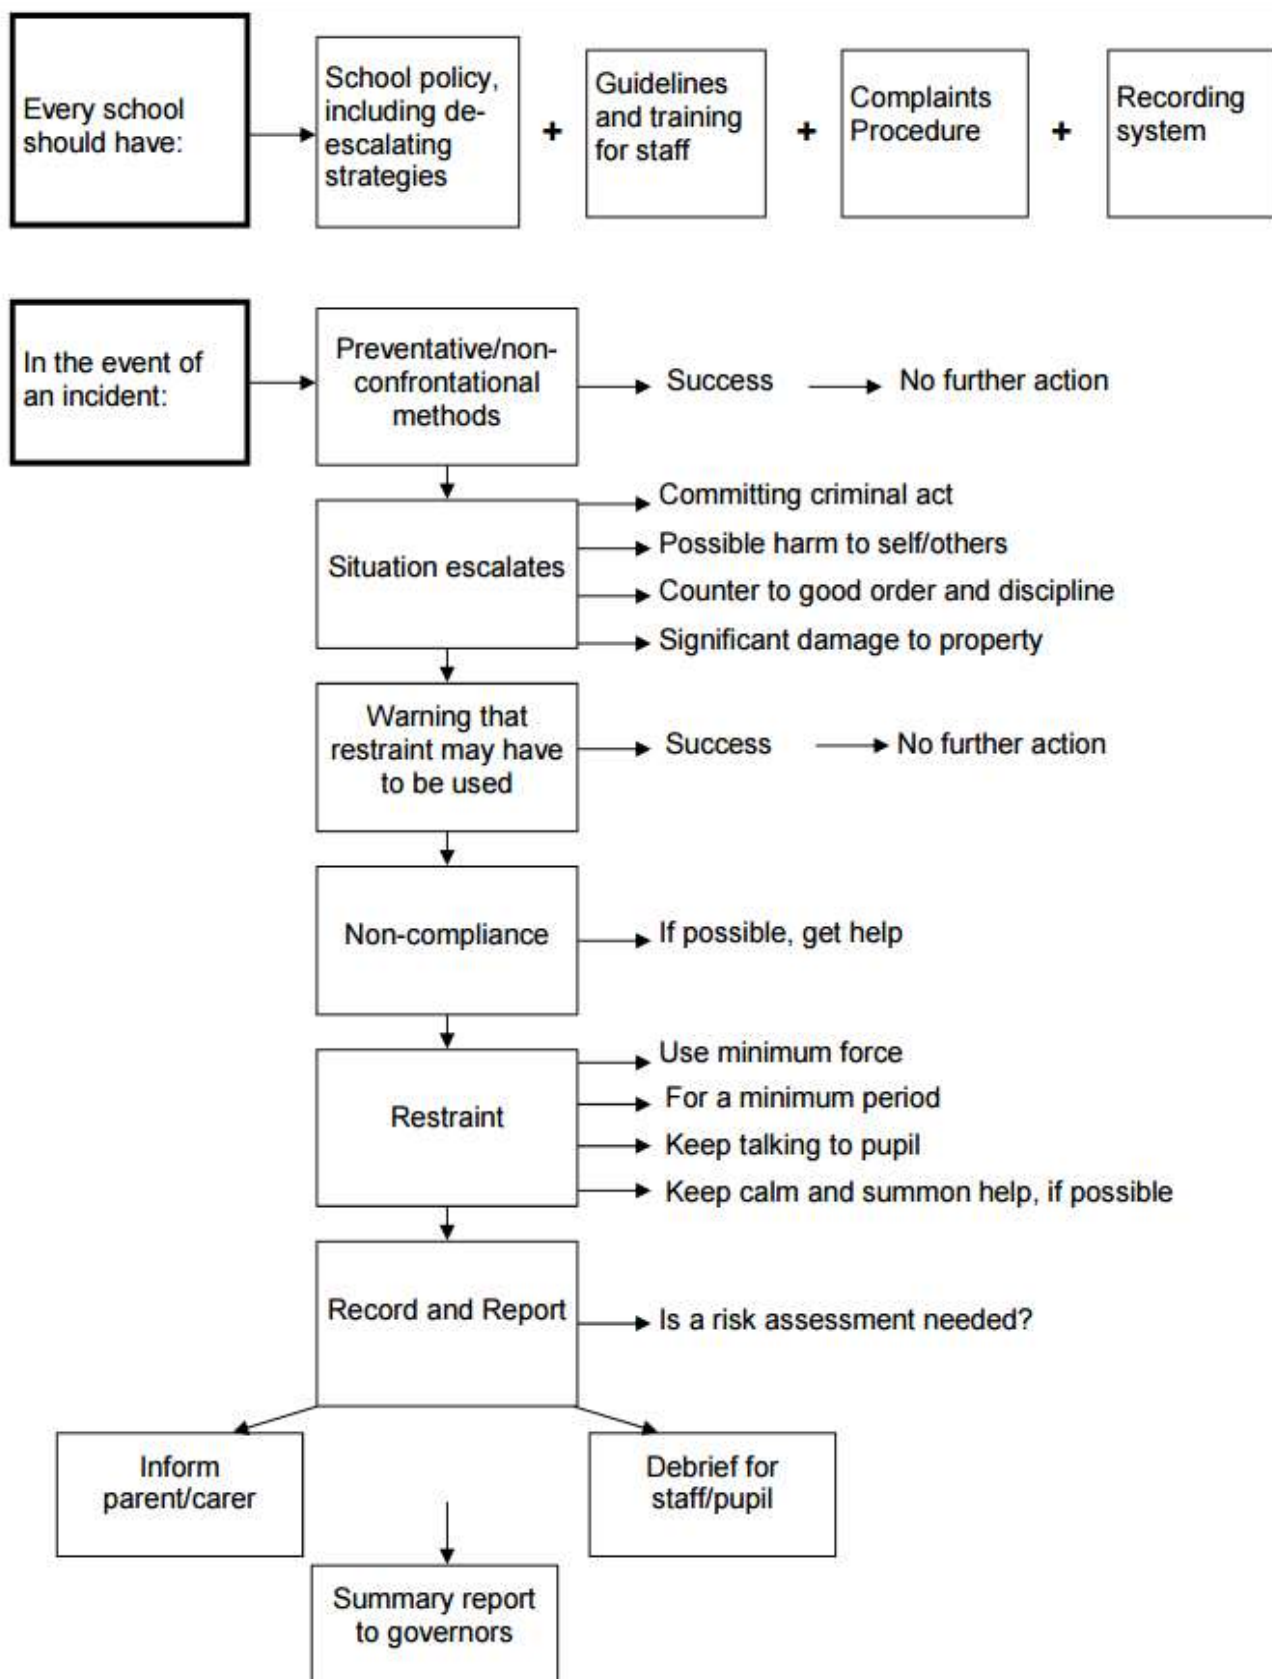 Every school
should have:
School policy,
including de-
escalating
strategies
+
Guidelines
and training
for staff
+
Complaints
Procedure
+
Recording
system
In the event of
an incident:
Preventative/non-
confrontational
methods
Success
No further action
Situation escalates
Committing criminal act
Possible harm to self/others
Counter to good order and discipline
Significant damage to property
Warning that
restraint may have
to be used
Success
No further action
Non-compliance
If possible, get help
Restraint
Use minimum force
For a minimum period
Keep talking to pupil
Keep calm and summon help, if possible
Record and Report
Is a risk assessment needed?
Inform
parent/carer
Debrief for
staff/pupil
Summary report
to governors